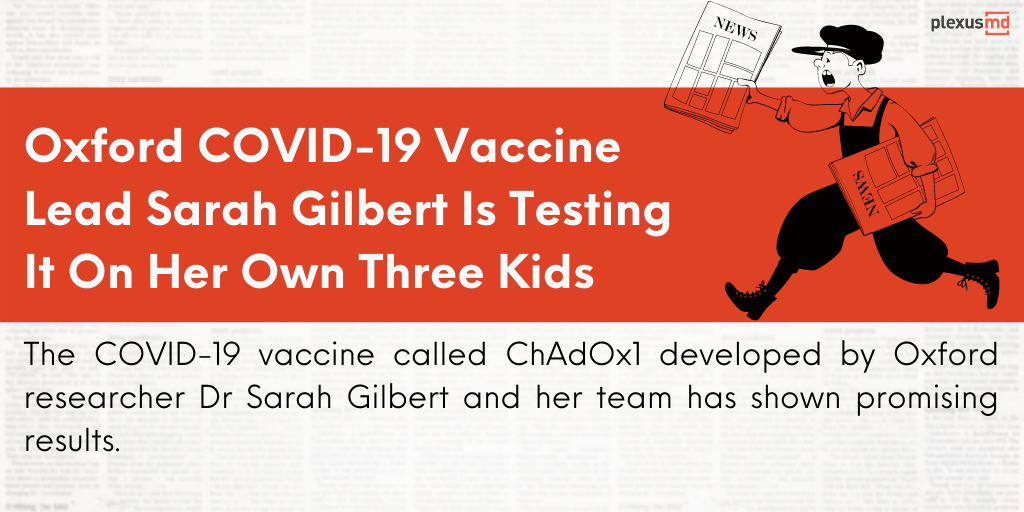 NEWS
plexusmd
Oxford COVID-19 Vaccine
Lead Sarah Gilbert Is Testing
It On Her Own Three Kids
NEWS
The COVID-19 vaccine called ChAdOx1 developed by Oxford
researcher Dr Sarah Gilbert and her team has shown promising
results.